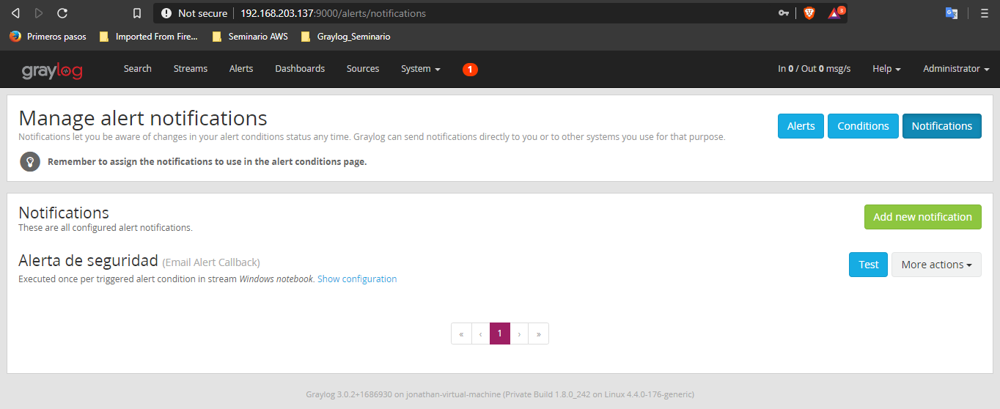 Not secure 192.168.203.137:9000/alerts/notifications 3
Primeros pasos Imported From Fire... Seminario AWS Graylog_Seminario
graylog Search Streams Alerts Dashboards Sources System 1 In 0 / Out 0 msg/s Help Administrator
Manage alert notifications
Notifications let you be aware of changes in your alert conditions status any time. Graylog can send notifications directly to you or to other systems you use for that purpose.
Alerts Conditions Notifications
Remember to assign the notifications to use in the alert conditions page.
Notifications
These are all configured alert notifications.
Add new notification
Alerta de seguridad (Email Alert Callback)
Executed once per triggered alert condition in stream Windows notebook. Show configuration
Test More actions
« ‹ 1 › »
Graylog 3.0.2+1686930 on jonathan-virtual-machine (Private Build 1.8.0_242 on Linux 4.4.0-176-generic)